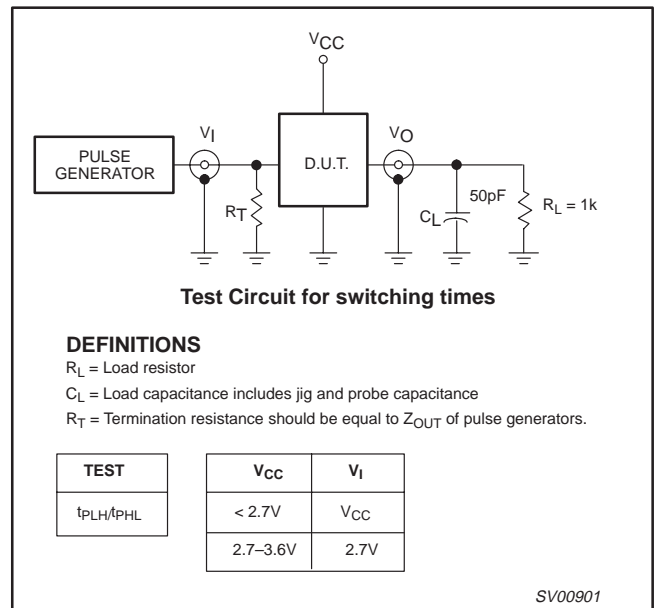 VCC
PULSE
GENERATOR
VI
D.U.T.
VO
RT
50pF
CL
RL = 1k
Test Circuit for switching times
DEFINITIONS
RL = Load resistor
CL = Load capacitance includes jig and probe capacitance
RT = Termination resistance should be equal to ZOUT of pulse generators.
TEST VCC VI
tPLH/tPHL < 2.7V VCC
2.7–3.6V 2.7V
SV00901